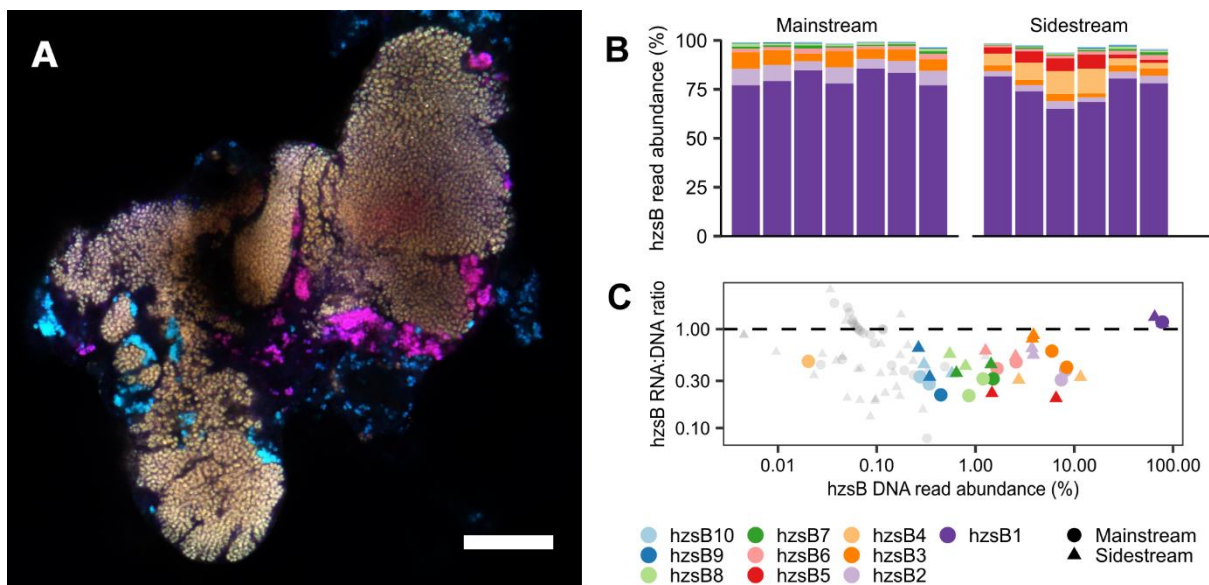 A
B
Mainstream
Sidestream
hzsB read abundance (%)
100
75
50
25
0
C
hzsB RNA:DNA ratio
1.00
0.30
0.10
0.01
0.10
1.00
10.00
100.00
hzsB DNA read abundance (%)
hzsB10 hzsB7 hzsB4 hzsB1 Mainstream
hzsB9 hzsB6 hzsB3 Sidestream
hzsB8 hzsB5 hzsB2